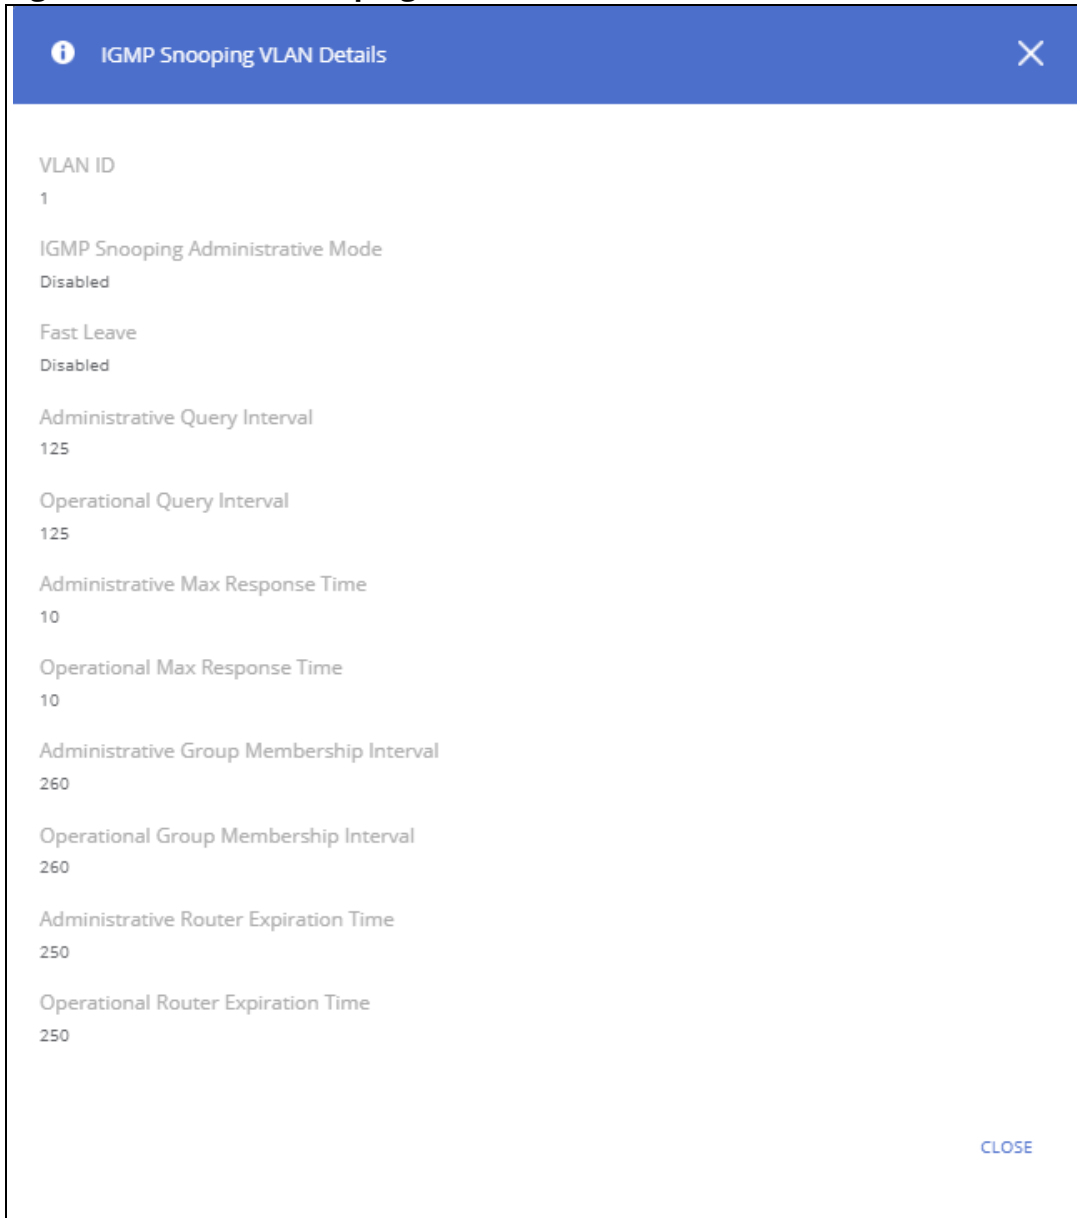 IGMP Snooping VLAN Details
VLAN ID
1
IGMP Snooping Administrative Mode
Disabled
Fast Leave
Disabled
Administrative Query Interval
125
Operational Query Interval
125
Administrative Max Response Time
10
Operational Max Response Time
10
Administrative Group Membership Interval
260
Operational Group Membership Interval
260
Administrative Router Expiration Time
250
Operational Router Expiration Time
250
CLOSE